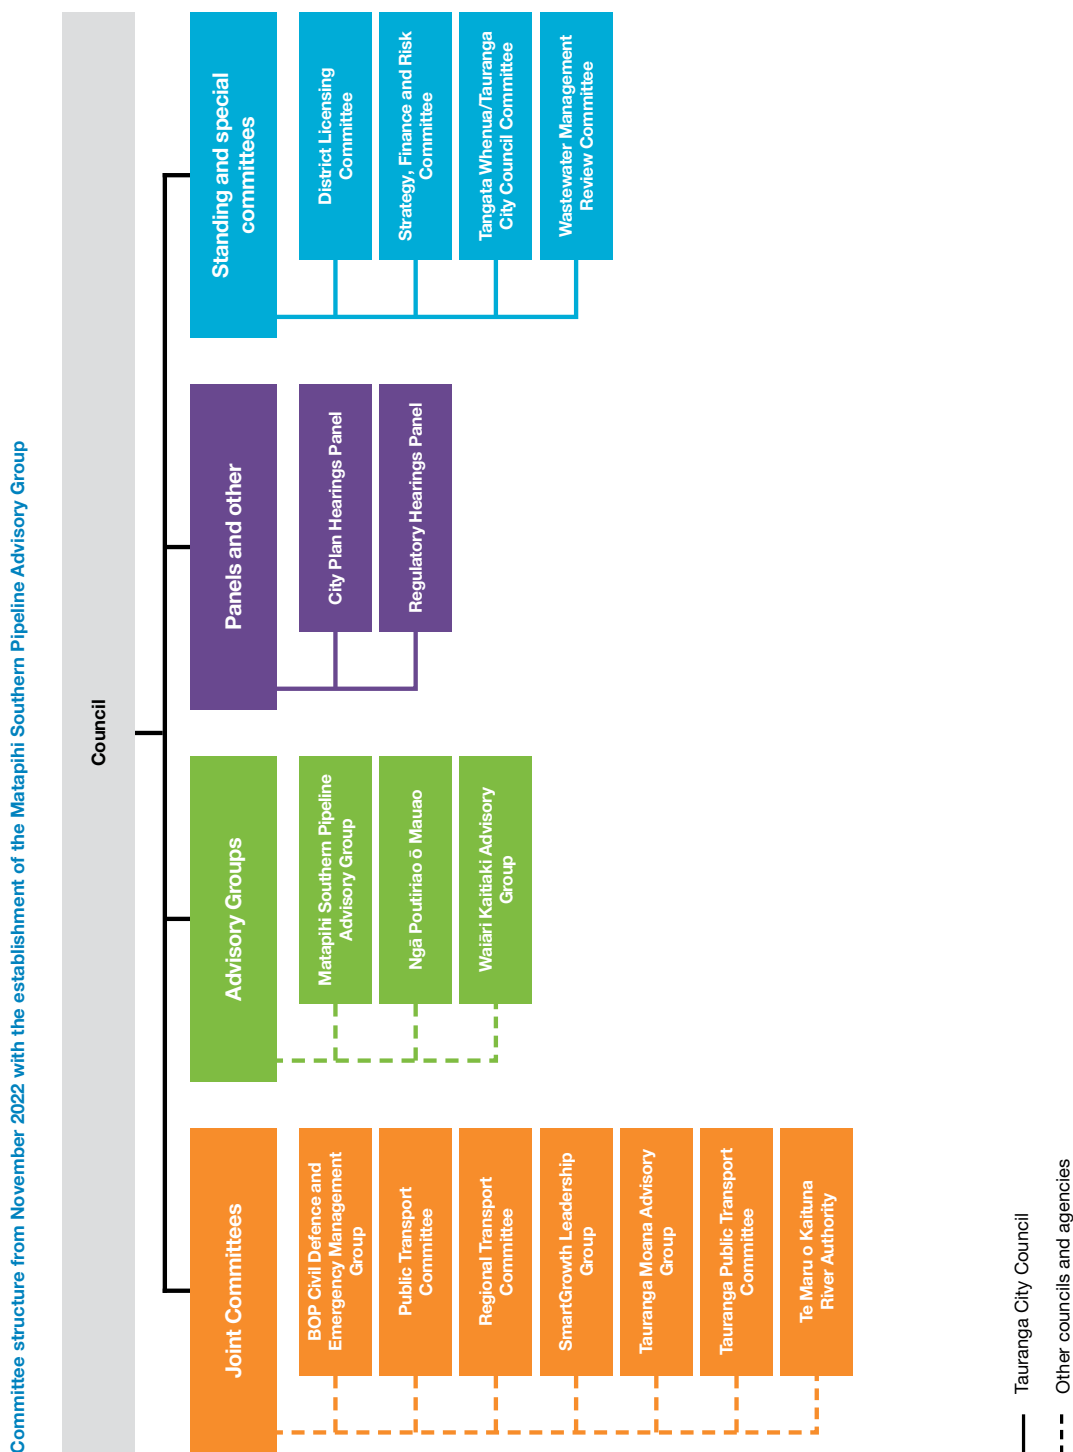 Committee structure from November 2022 with the establishment of the Matapihi Southern Pipeline Advisory Group
Council
Joint Committees
BOP Civil Defence and
Emergency Management
Group
Public Transport
Committee
Regional Transport
Committee
SmartGrowth Leadership
Group
Tauranga Moana Advisory
Group
Tauranga Public Transport
Committee
Te Maru o Kaituna
River Authority
Advisory Groups
Matapihi Southern Pipeline
Advisory Group
Ngā Poutiriao ō Mauao
Waiāri Kaitiaki Advisory
Group
Panels and other
City Plan Hearings Panel
Regulatory Hearings Panel
Standing and special
committees
District Licensing
Committee
Strategy, Finance and Risk
Committee
Tangata Whenua/Tauranga
City Council Committee
Wastewater Management
Review Committee
Tauranga City Council
Other councils and agencies